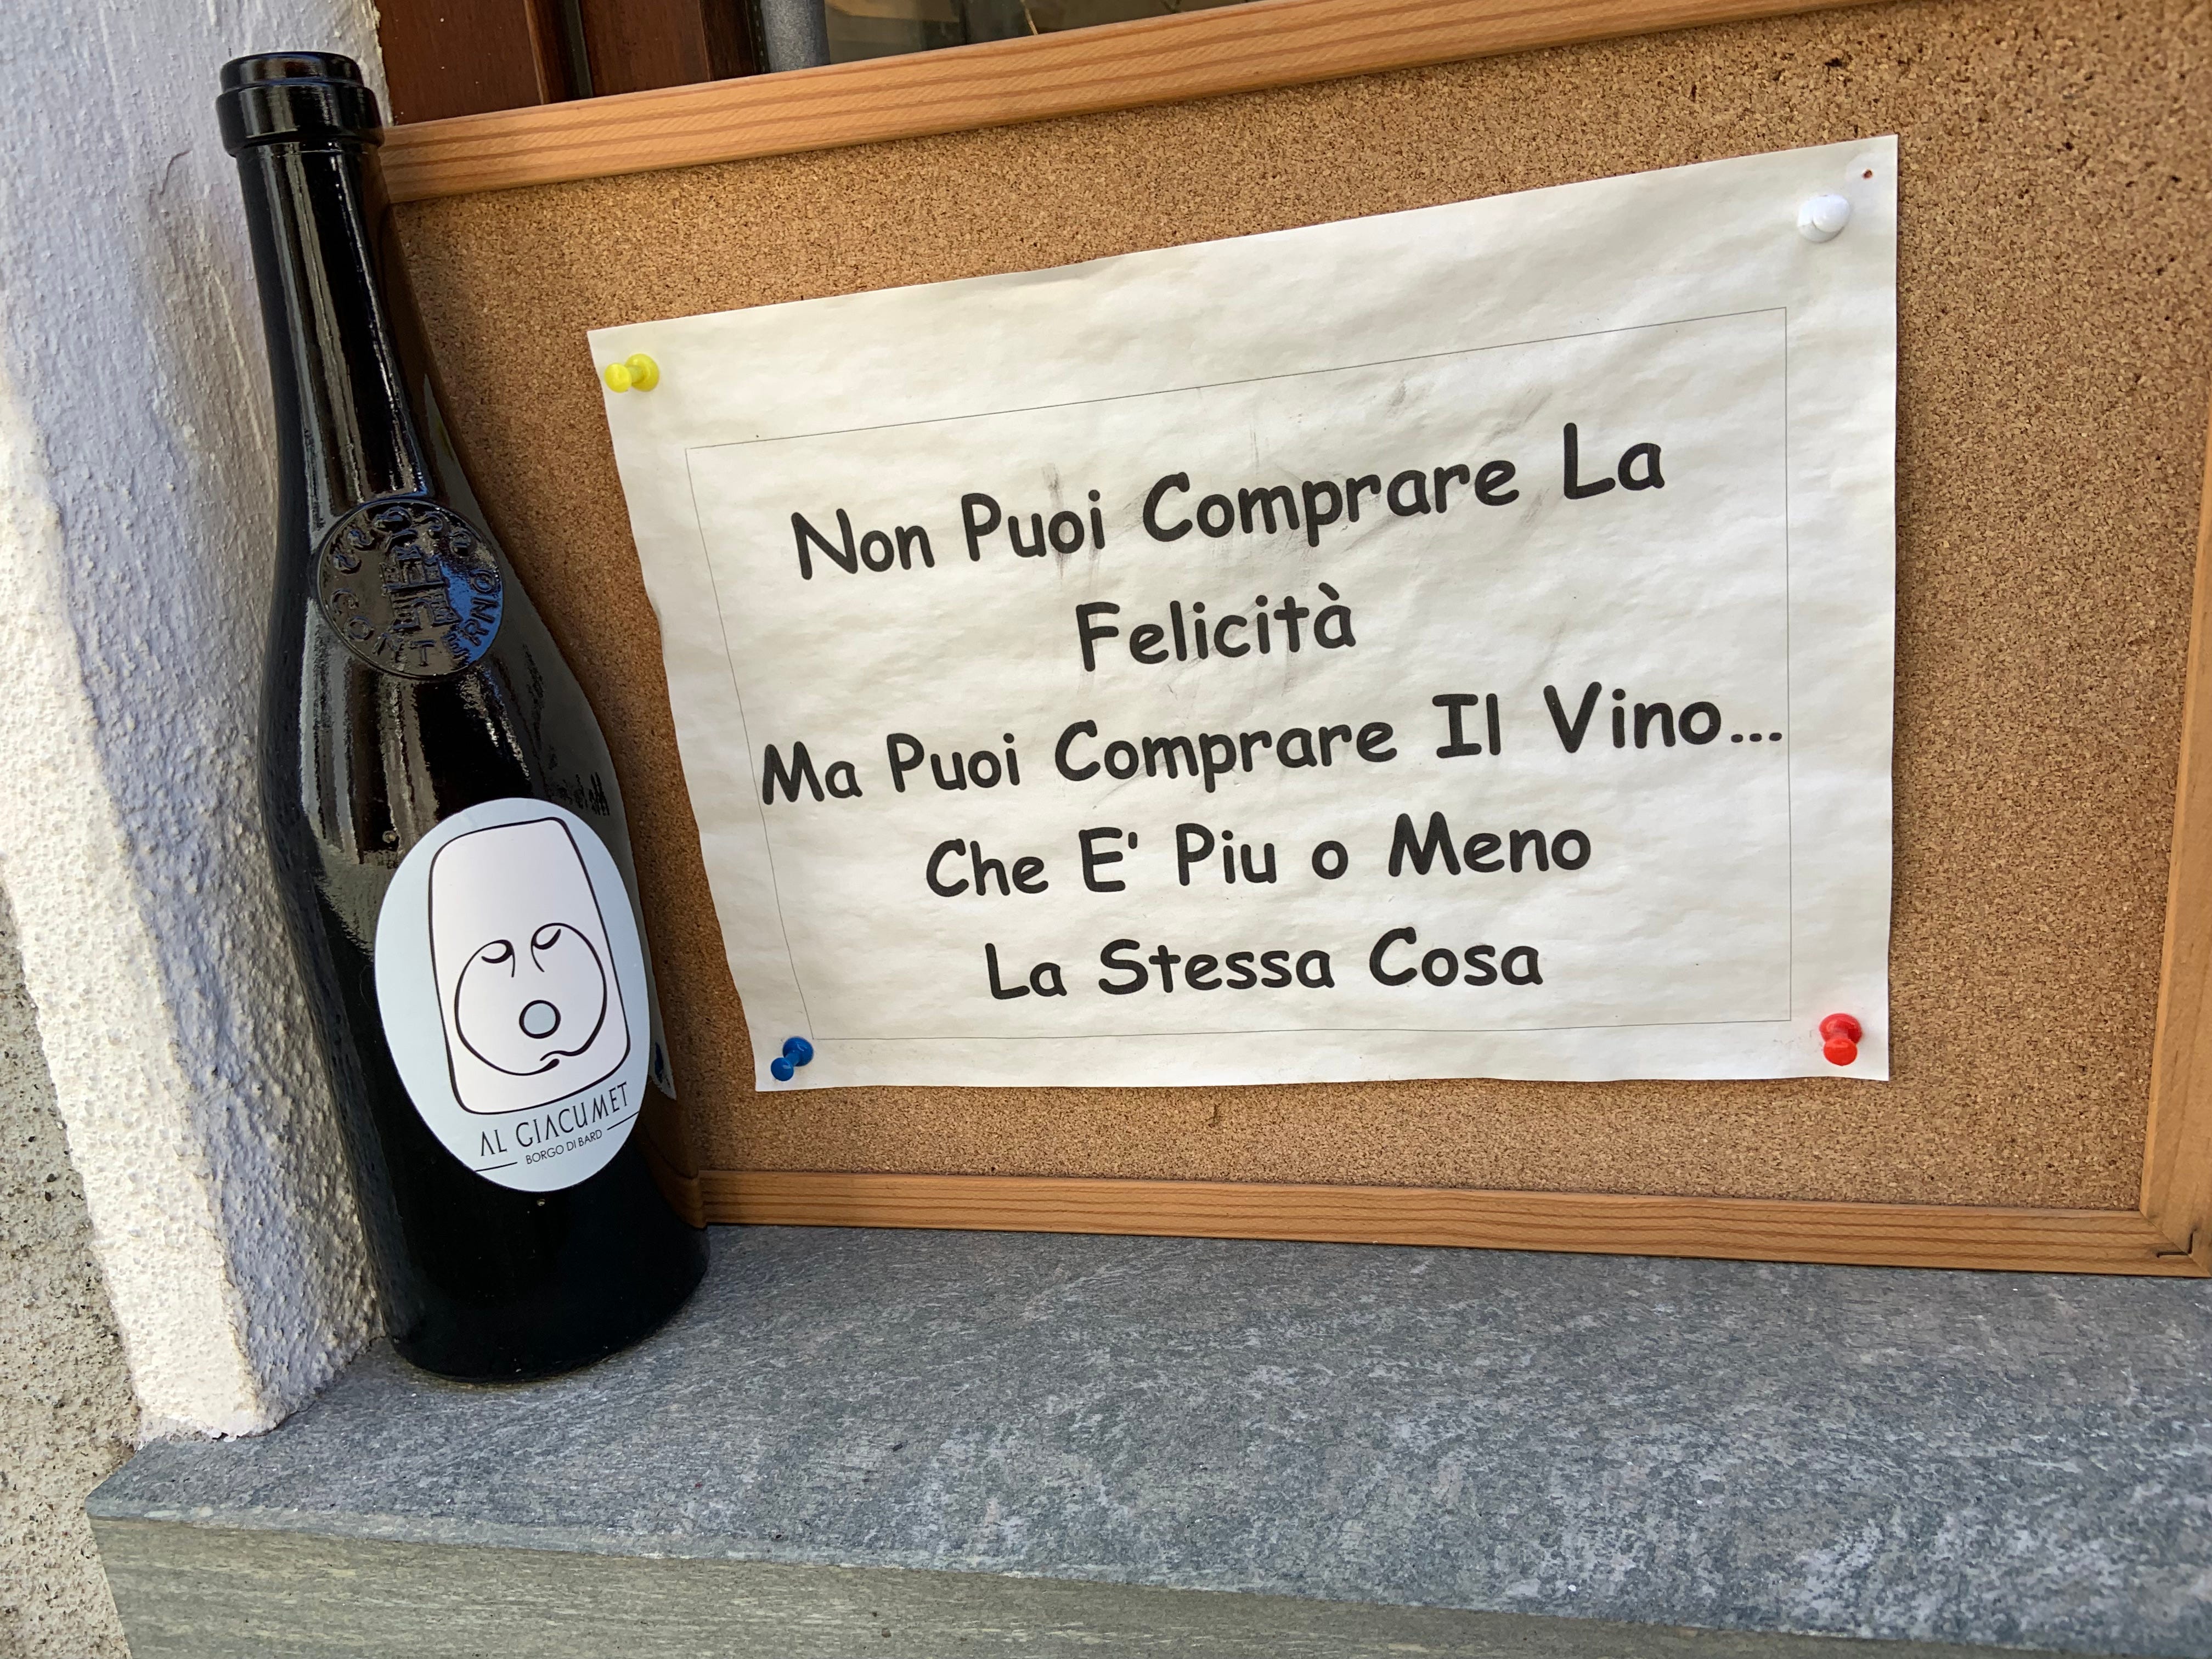 Non Puoi Comprare La
Felicità
Ma Puoi Comprare Il Vino...
Che E' Piu o Meno
La Stessa Cosa
AL GIACUMET
BORGO DI BARD